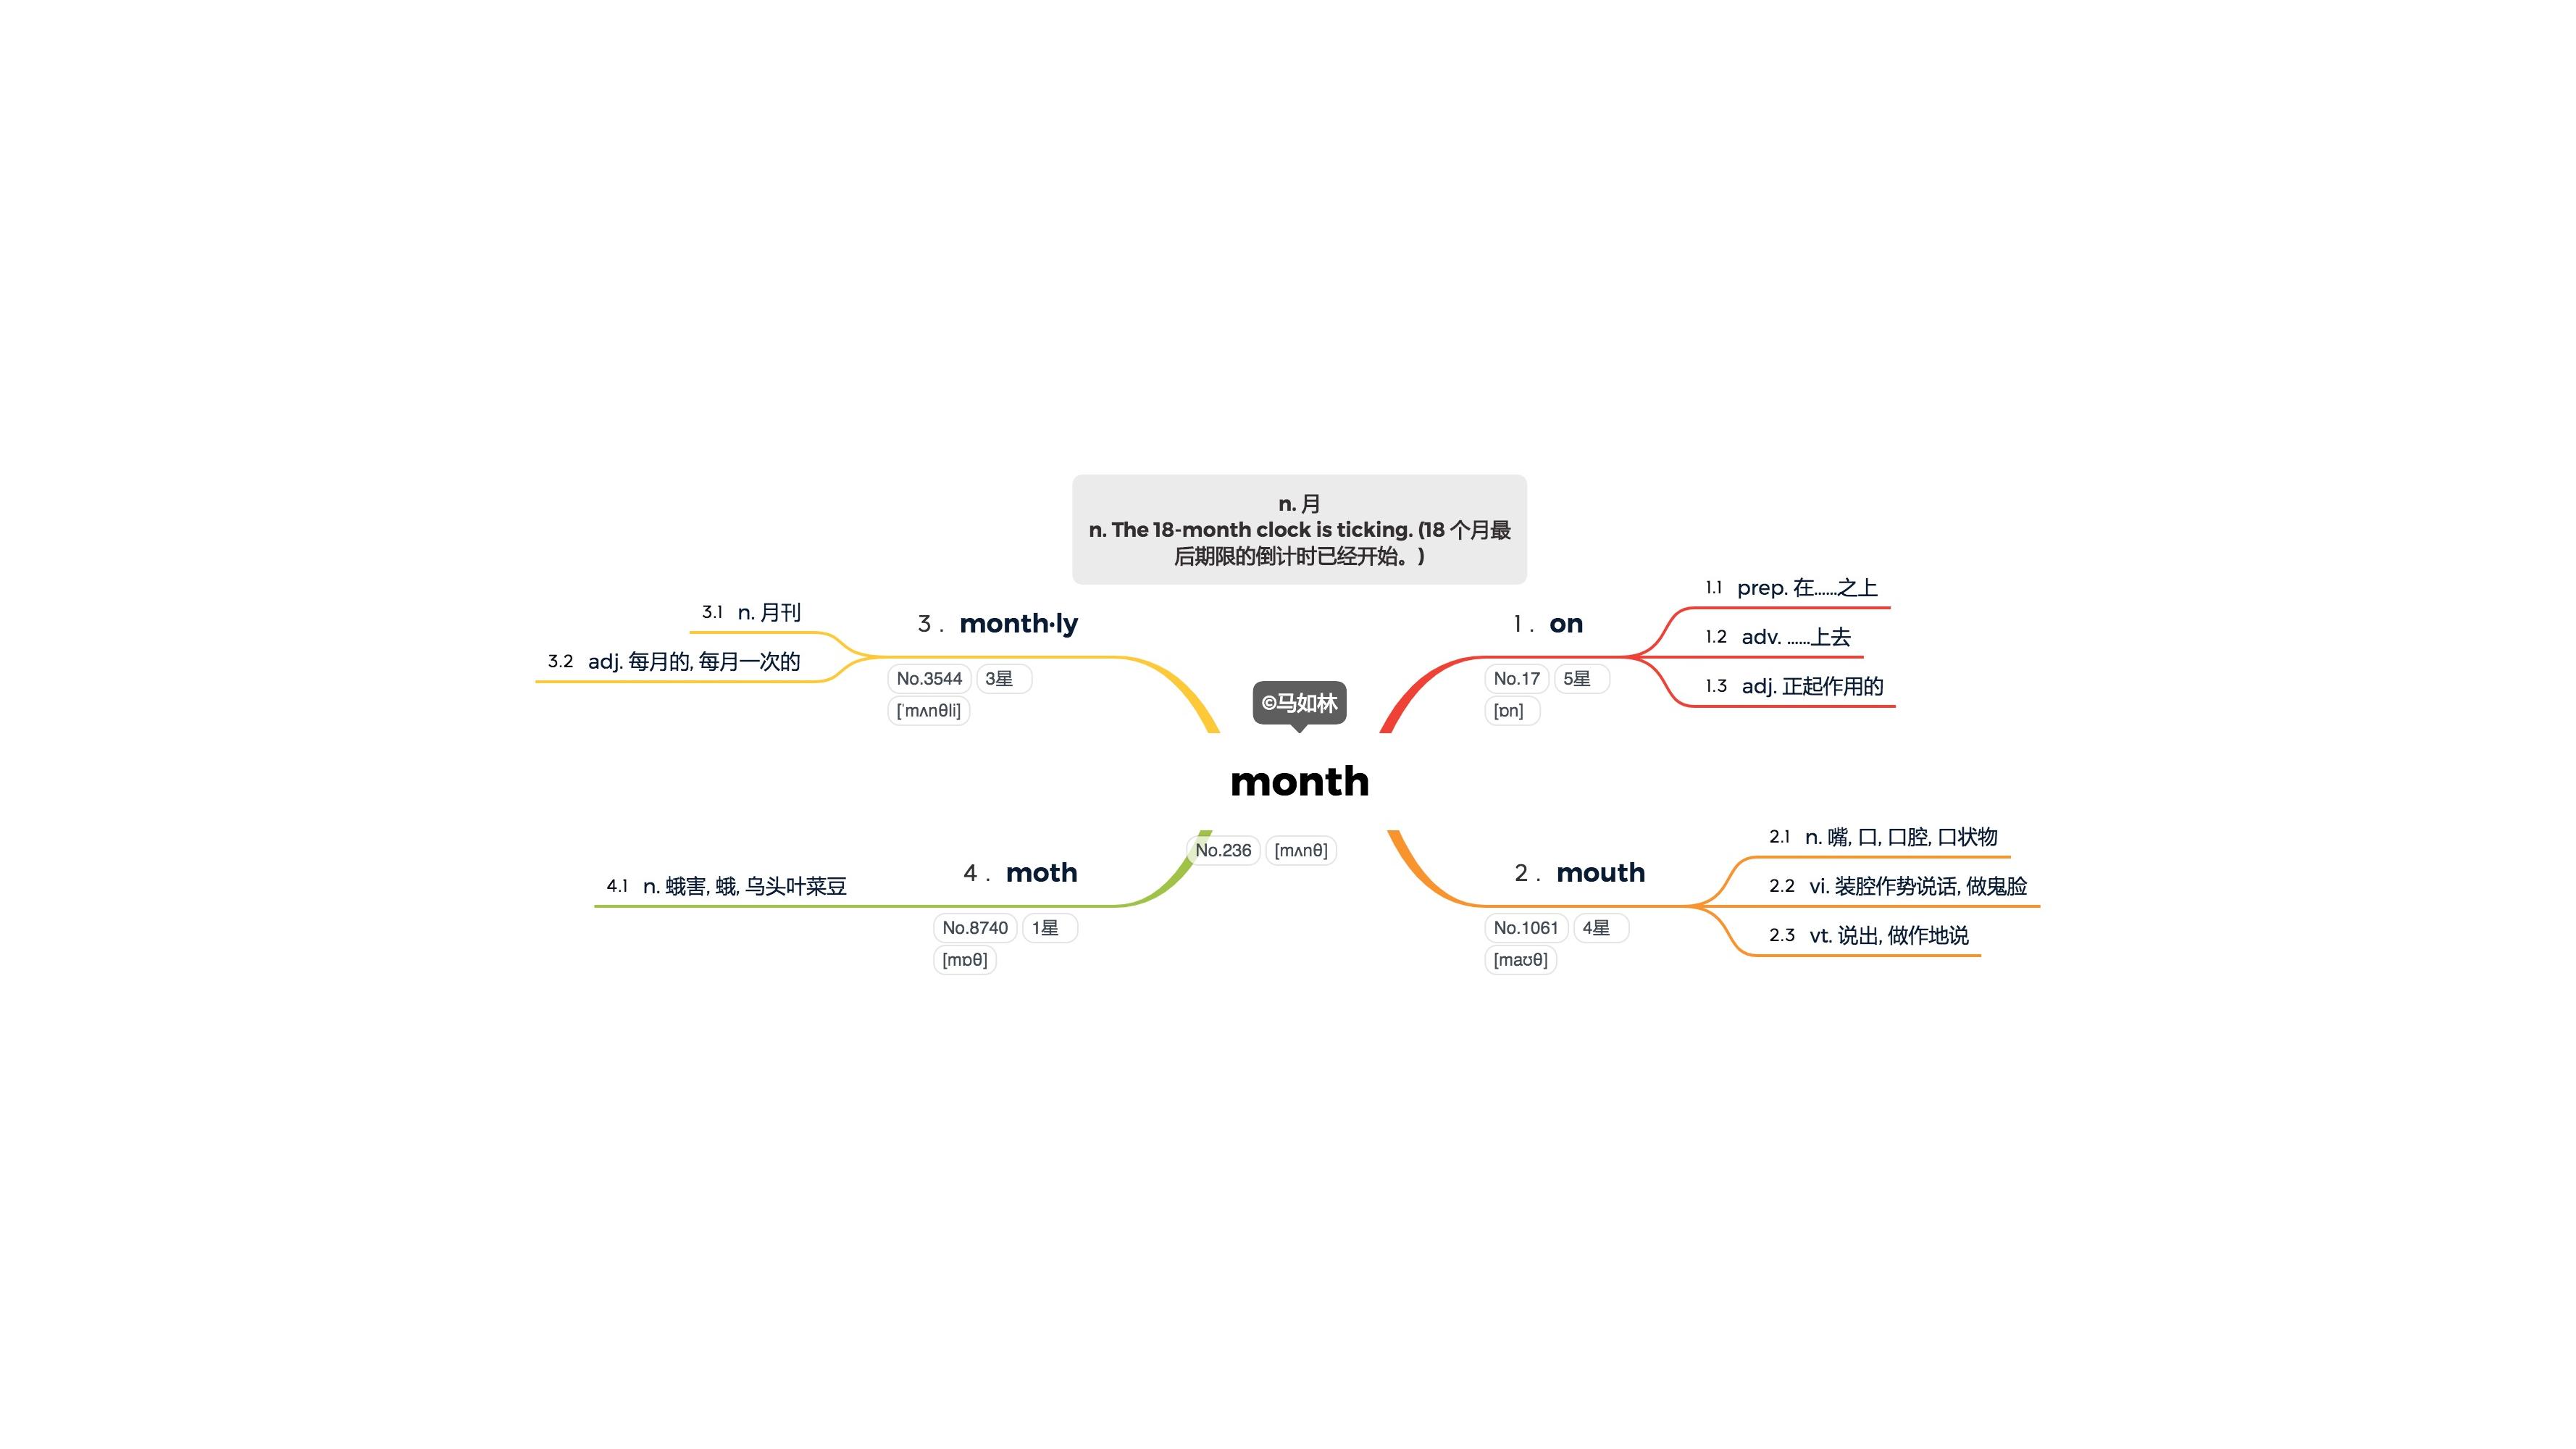 n. 月
n. The 18-month clock is ticking. (18 个月最
后期限的倒计时已经开始。)
©马如林
month
No.236 [mʌnθ]
1 . on
No.17 5星
[ɒn]
1.1 prep. 在......之上
1.2 adv. ......上去
1.3 adj. 正起作用的
2 . mouth
No.1061 4星
[maʊθ]
2.1 n. 嘴, 口, 口腔, 口状物
2.2 vi. 装腔作势说话, 做鬼脸
2.3 vt. 说出, 做作地说
3 . month·ly
No.3544 3星
[ˈmʌnθli]
3.1 n. 月刊
3.2 adj. 每月的, 每月一次的
4 . moth
No.8740 1星
[mɒθ]
4.1 n. 蛾害, 蛾, 乌头叶菜豆